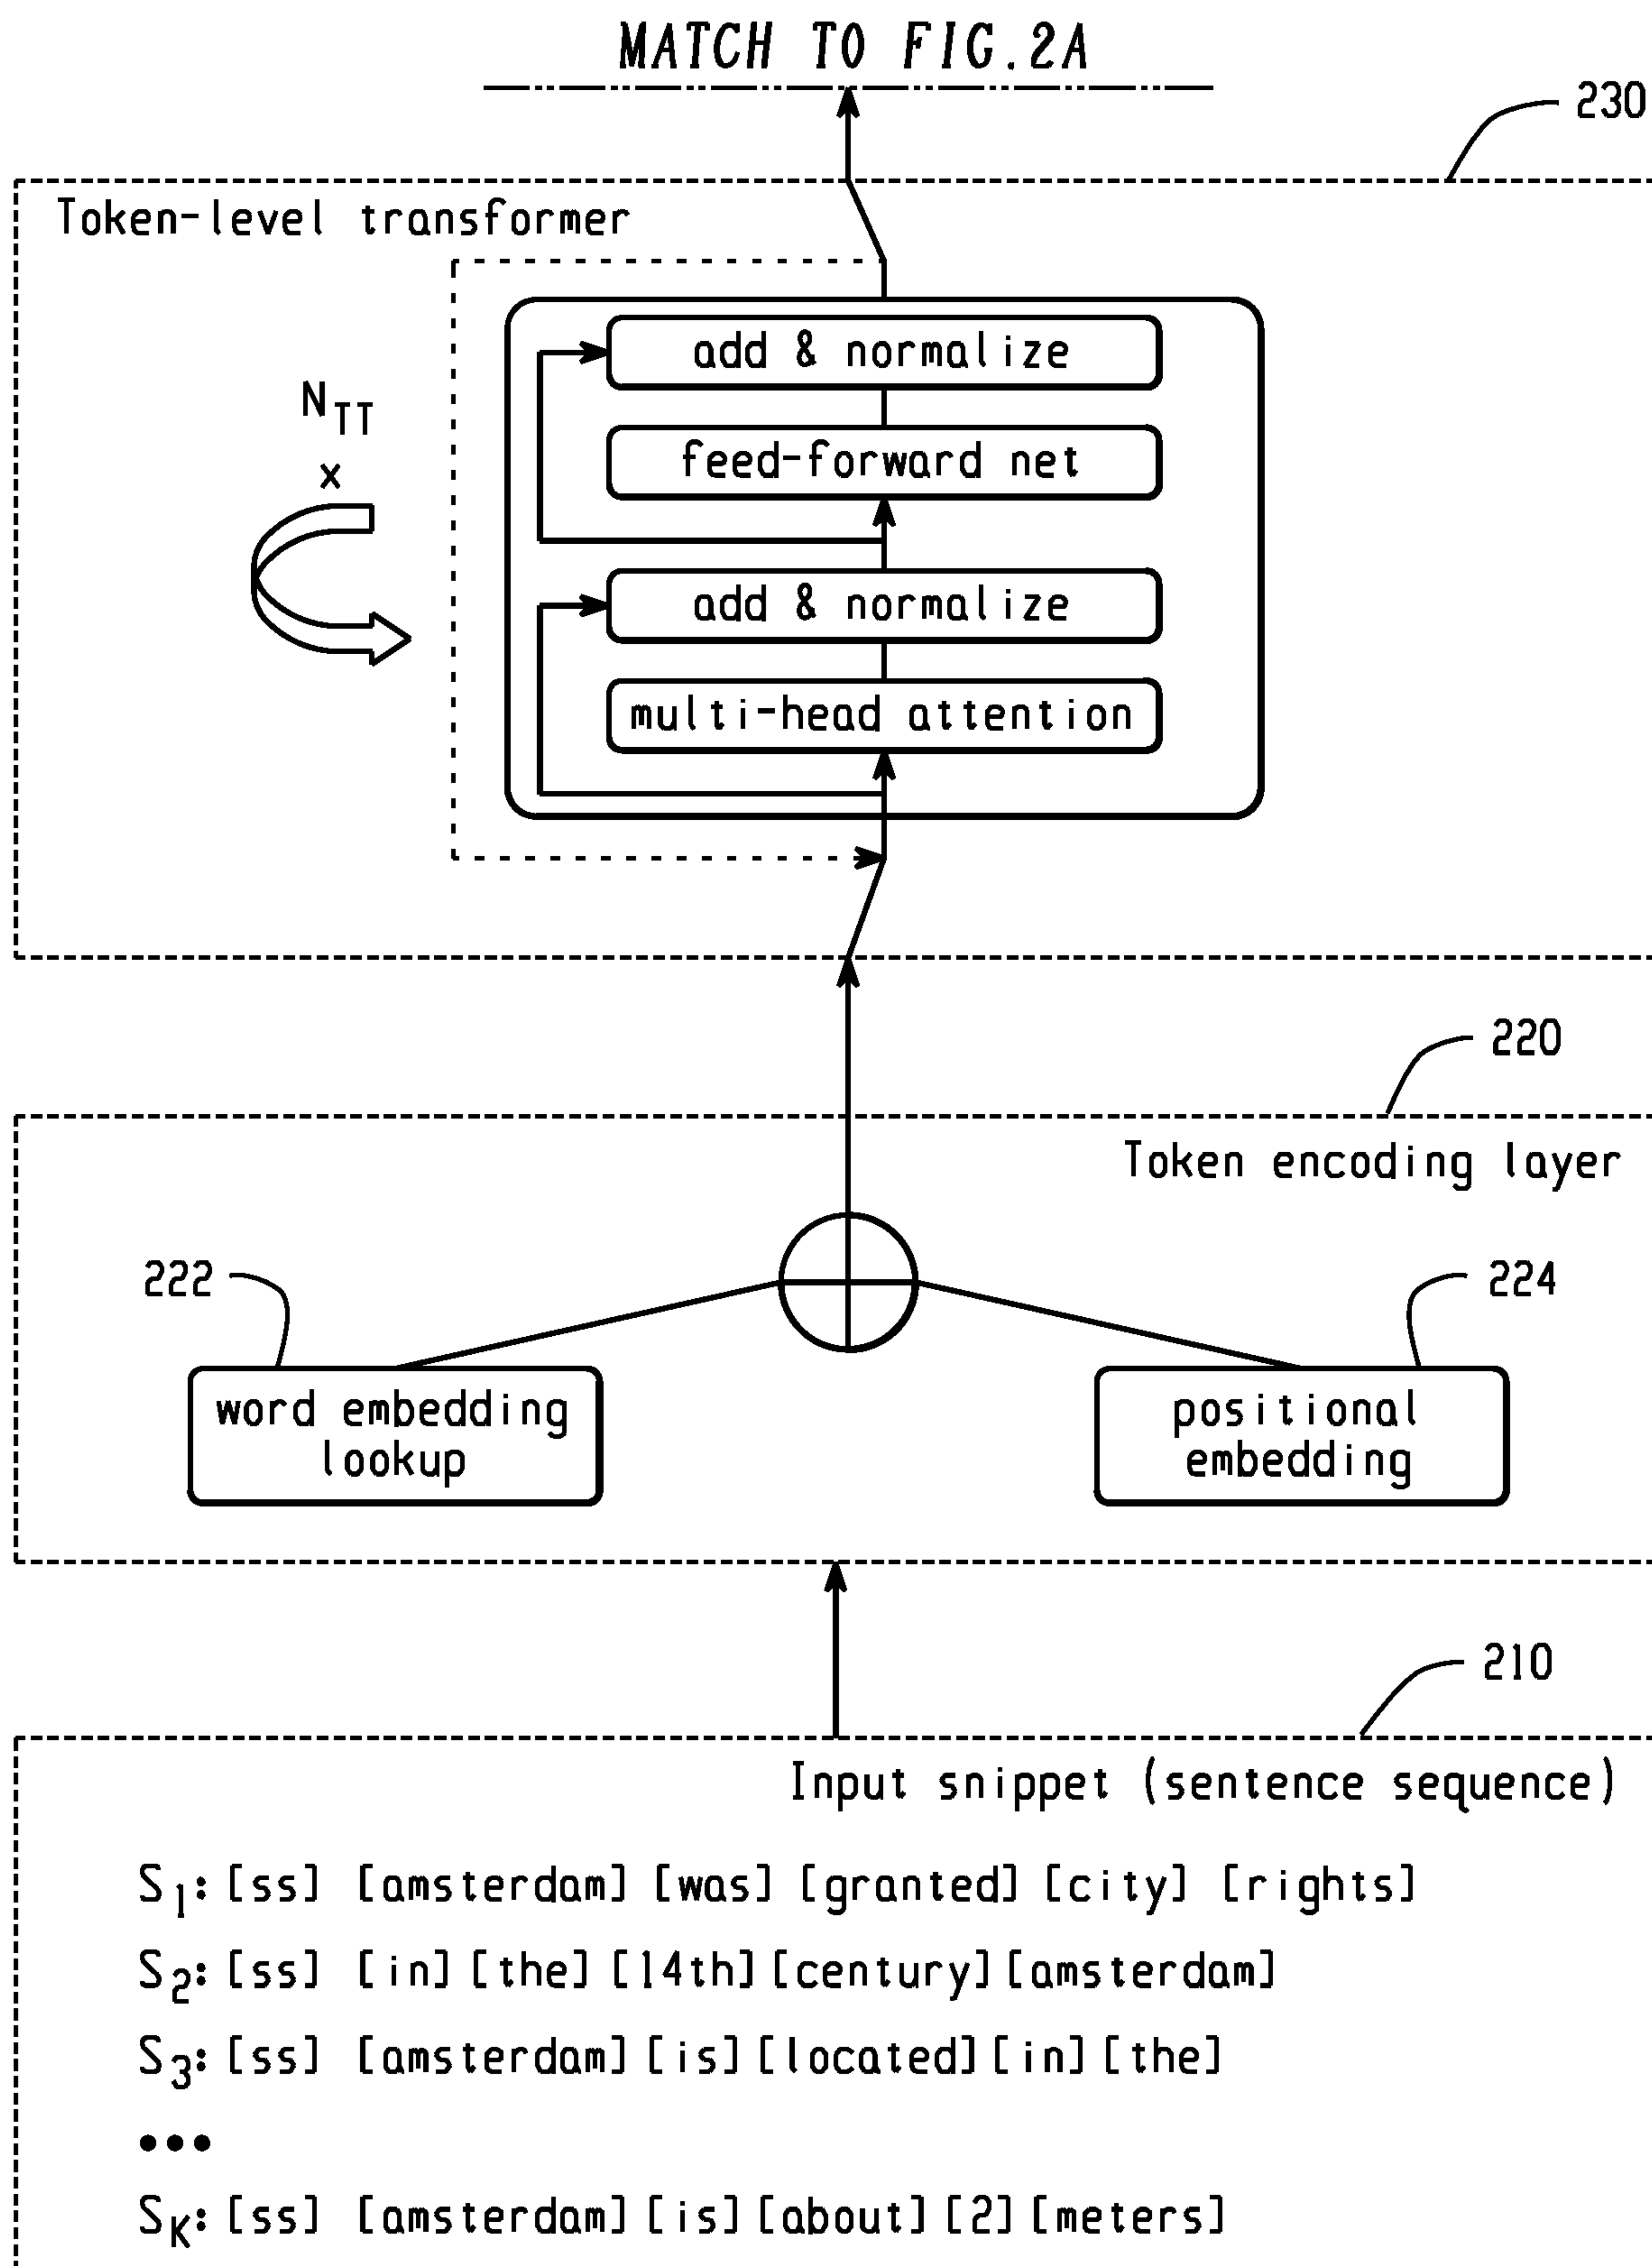 MATCH TO FIG.2A
230
Token-level transformer
add & normalize
N_TT
x
feed-forward net
add & normalize
multi-head attention
220
Token encoding layer
222
224
word embedding
lookup
positional
embedding
210
Input snippet (sentence sequence)
S_1: [ss] [amsterdam] [was] [granted] [city] [rights]
S_2: [ss] [in] [the] [14th] [century] [amsterdam]
S_3: [ss] [amsterdam] [is] [located] [in] [the]
•••
S_K: [ss] [amsterdam] [is] [about] [2] [meters]